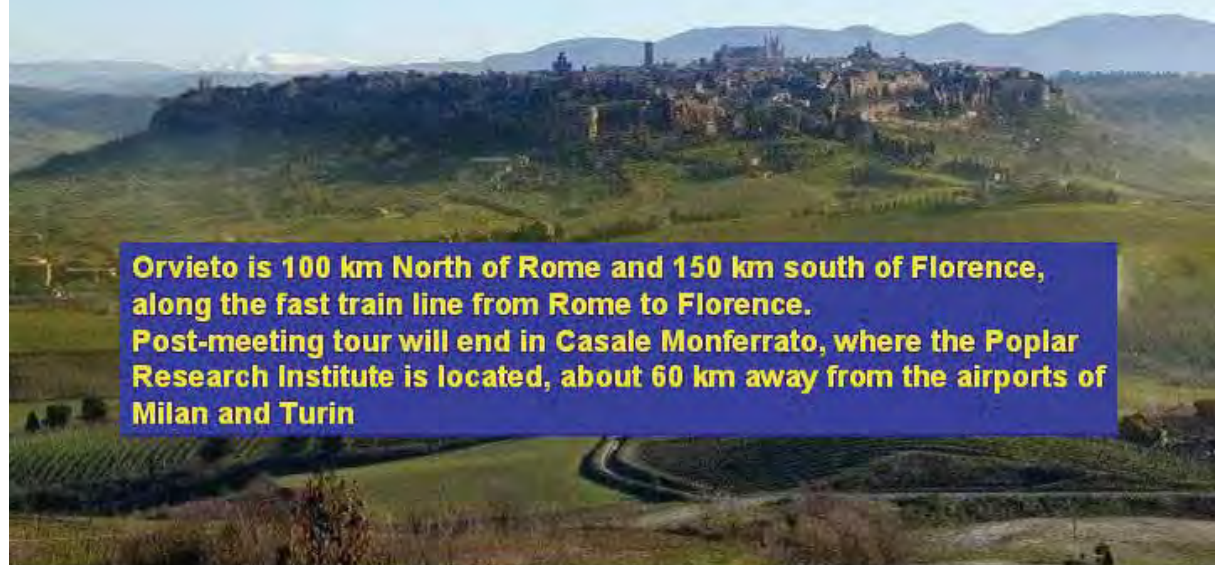 Orvieto is 100 km North of Rome and 150 km south of Florence,
along the fast train line from Rome to Florence.
Post-meeting tour will end in Casale Monferrato, where the Poplar
Research Institute is located, about 60 km away from the airports of
Milan and Turin